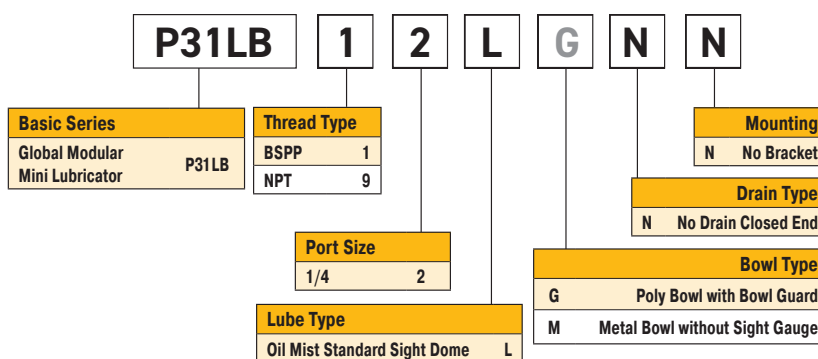 P31LB 1 2 L G N N
Basic Series
Global Modular
Mini Lubricator P31LB
Thread Type
BSPP 1
NPT 9
Mounting
N No Bracket
Drain Type
N No Drain Closed End
Port Size
1/4 2
Bowl Type
G Poly Bowl with Bowl Guard
M Metal Bowl without Sight Gauge
Lube Type
Oil Mist Standard Sight Dome L